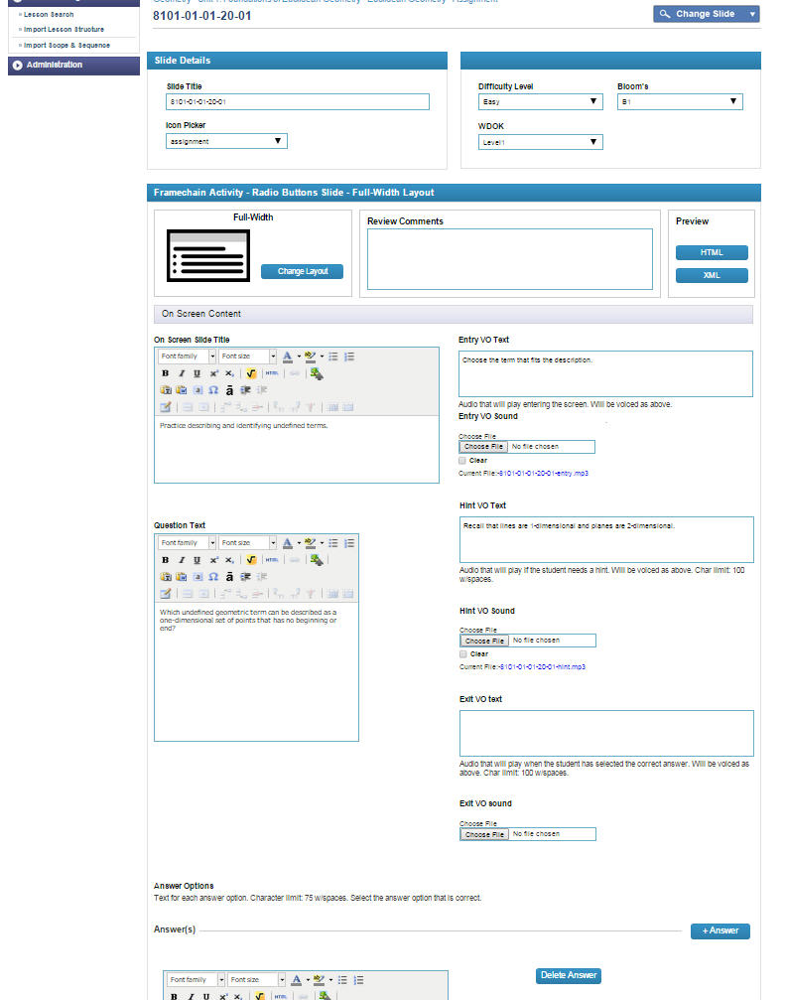 Geometry - Unit 1: Foundations of Euclidean Geometry - Euclidean Geometry - Assignment
» Lesson Search
8101-01-01-20-01
Change Slide
» Import Lesson Structure
» Import Scope & Sequence
Administration
Slide Details
Slide Title
8101-01-01-20-01
Icon Picker
assignment
Difficulty Level
Bloom's
Easy
B1
WDOK
Level1
Framechain Activity - Radio Buttons Slide - Full-Width Layout
Full-Width
Change Layout
Review Comments
Preview
HTML
XML
On Screen Content
On Screen Slide Title
Font family
Font size
A
ab
B I U x² x₂ √ HTML
a Ω ā
Practice describing and identifying undefined terms.
Entry VO Text
Choose the term that fits the description.
Audio that will play entering the screen. Will be voiced as above.
Entry VO Sound
Choose File
Choose File No file chosen
Clear
Current File:-8101-01-01-20-01-entry.mp3
Question Text
Font family
Font size
A
ab
B I U x² x₂ √ HTML
a Ω ā
Which undefined geometric term can be described as a
one-dimensional set of points that has no beginning or
end?
Hint VO Text
Recall that lines are 1-dimensional and planes are 2-dimensional.
Audio that will play if the student needs a hint. Will be voiced as above. Char limit: 100
w/spaces.
Hint VO Sound
Choose File
Choose File No file chosen
Clear
Current File:-8101-01-01-20-01-hint.mp3
Exit VO text
Audio that will play when the student has selected the correct answer. Will be voiced as
above. Char limit: 100 w/spaces.
Exit VO sound
Choose File
Choose File No file chosen
Answer Options
Text for each answer option. Character limit: 75 w/spaces. Select the answer option that is correct.
Answer(s)
+ Answer
Font family
Font size
A
ab
Delete Answer
B I U x² x₂ √ HTML